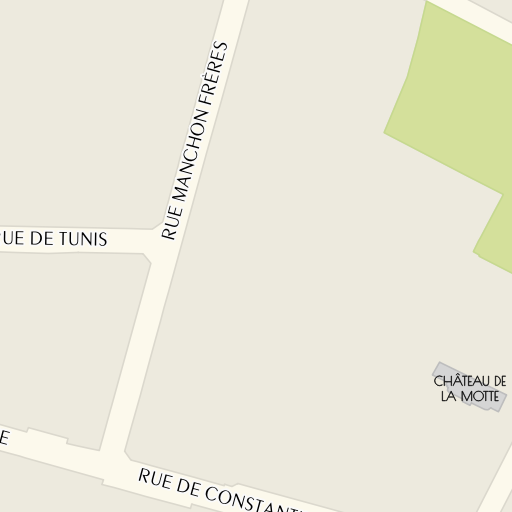 RUE MANCHON FRÈRES
UE DE TUNIS
CHÂTEAU DE
LA MOTTE
E
RUE DE CONSTANTI